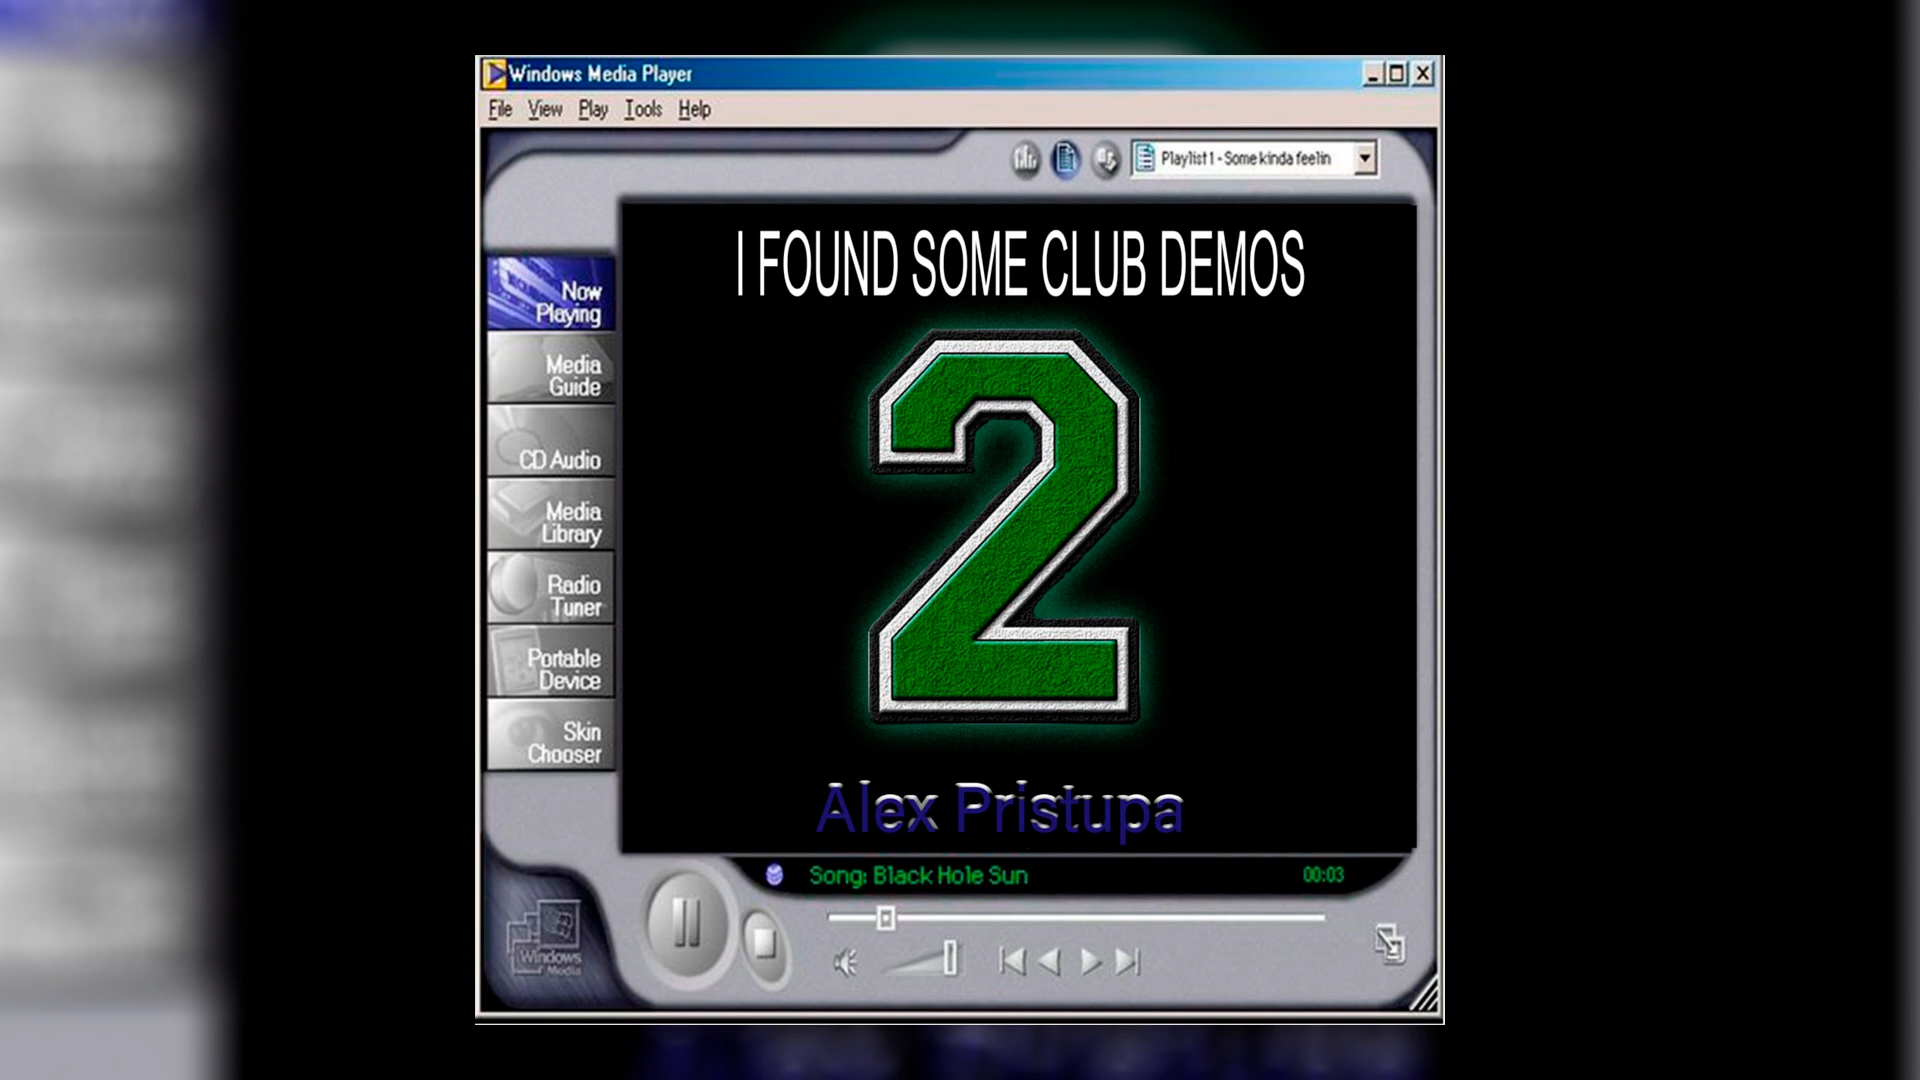 Windows Media Player
File View Play Tools Help
Playlist1 - Some kinda feelin
I FOUND SOME CLUB DEMOS
Now
Playing
Media
Guide
CD Audio
Media
Library
Radio
Tuner
Portable
Device
Skin
Chooser
2
Alex Pristupa
Song: Black Hole Sun 00:03
Windows
Media